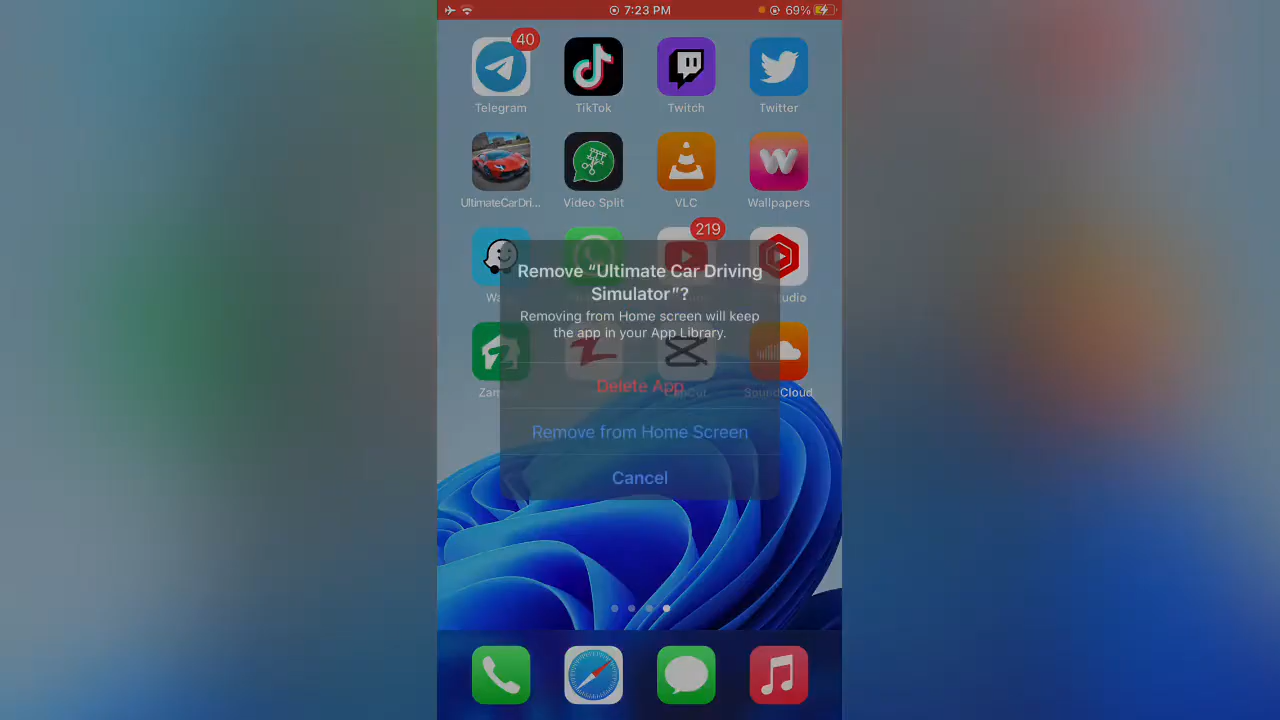 7:23 PM 69%
40
Telegram TikTok Twitch Twitter
UltimateCarDri... Video Split VLC Wallpapers
219
Remove “Ultimate Car Driving
Simulator”?
Removing from Home screen will keep
the app in your App Library.
Delete App
SoundCloud
Remove from Home Screen
Cancel